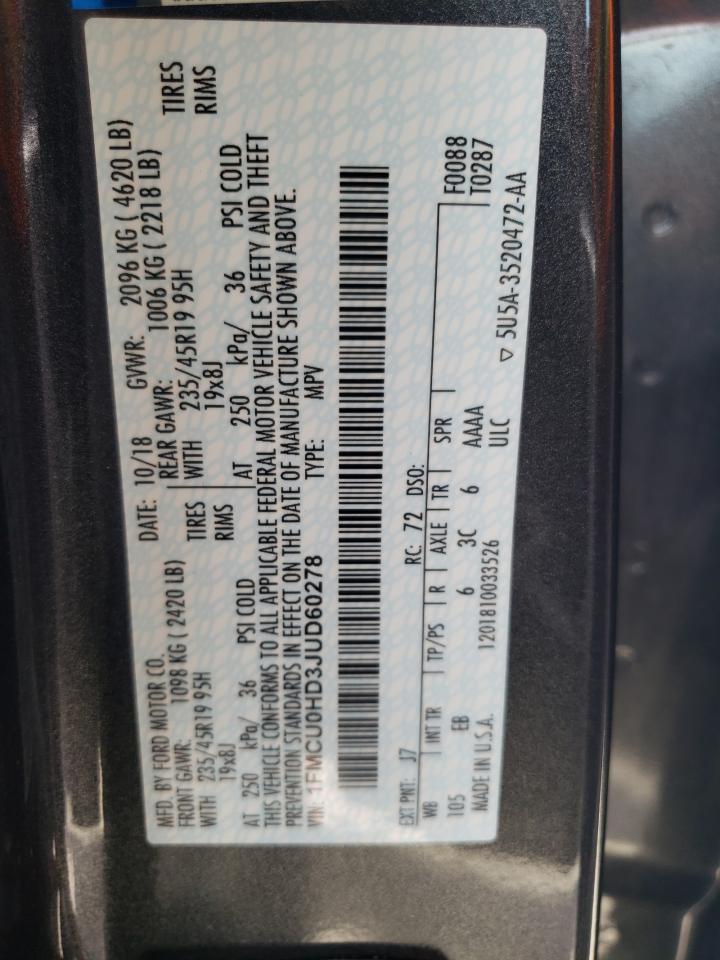 MFD. BY FORD MOTOR CO.
DATE: 10/18 GVWR: 2096 KG ( 4620 LB)
FRONT GAWR: 1098 KG ( 2420 LB)
REAR GAWR: 1006 KG ( 2218 LB)
WITH 235/45R19 95H TIRES
WITH 235/45R19 95H TIRES
19x8J RIMS
19x8J RIMS
AT 250 kPa/ 36 PSI COLD
AT 250 kPa/ 36 PSI COLD
THIS VEHICLE CONFORMS TO ALL APPLICABLE FEDERAL MOTOR VEHICLE SAFETY AND THEFT
PREVENTION STANDARDS IN EFFECT ON THE DATE OF MANUFACTURE SHOWN ABOVE.
VIN: 1FMCU0HD3JUD60278 TYPE: MPV
EXT PNT: J7 RC: 72 DSO: F0088
WB INT TR TP/PS R AXLE TR SPR T0287
105 EB 6 3C 6 AAAA
MADE IN U.S.A. 1201810033526 ULC
▽ 5U5A-3520472-AA